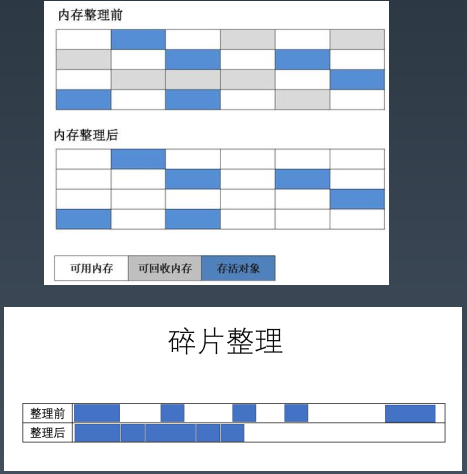 内存整理前
内存整理后
可用内存 可回收内存 存活对象
碎片整理
整理前
整理后